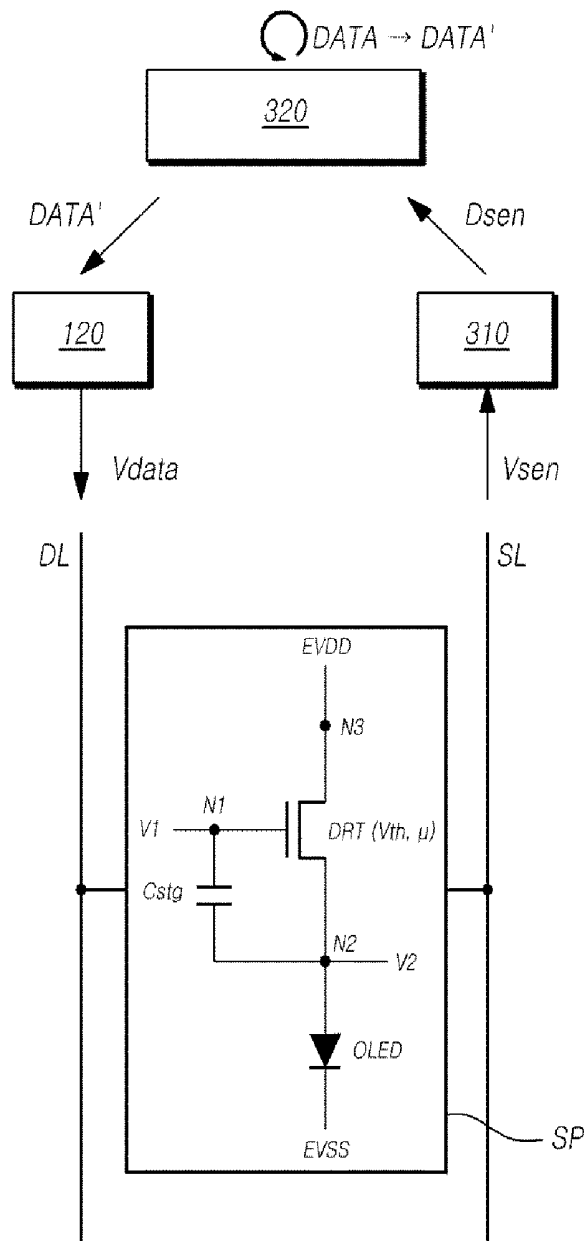 DATA → DATA'
320
DATA'
Dsen
120
310
Vdata
Vsen
DL
SL
EVDD
N3
N1
V1
DRT (Vth, μ)
Cstg
N2
V2
OLED
EVSS
SP